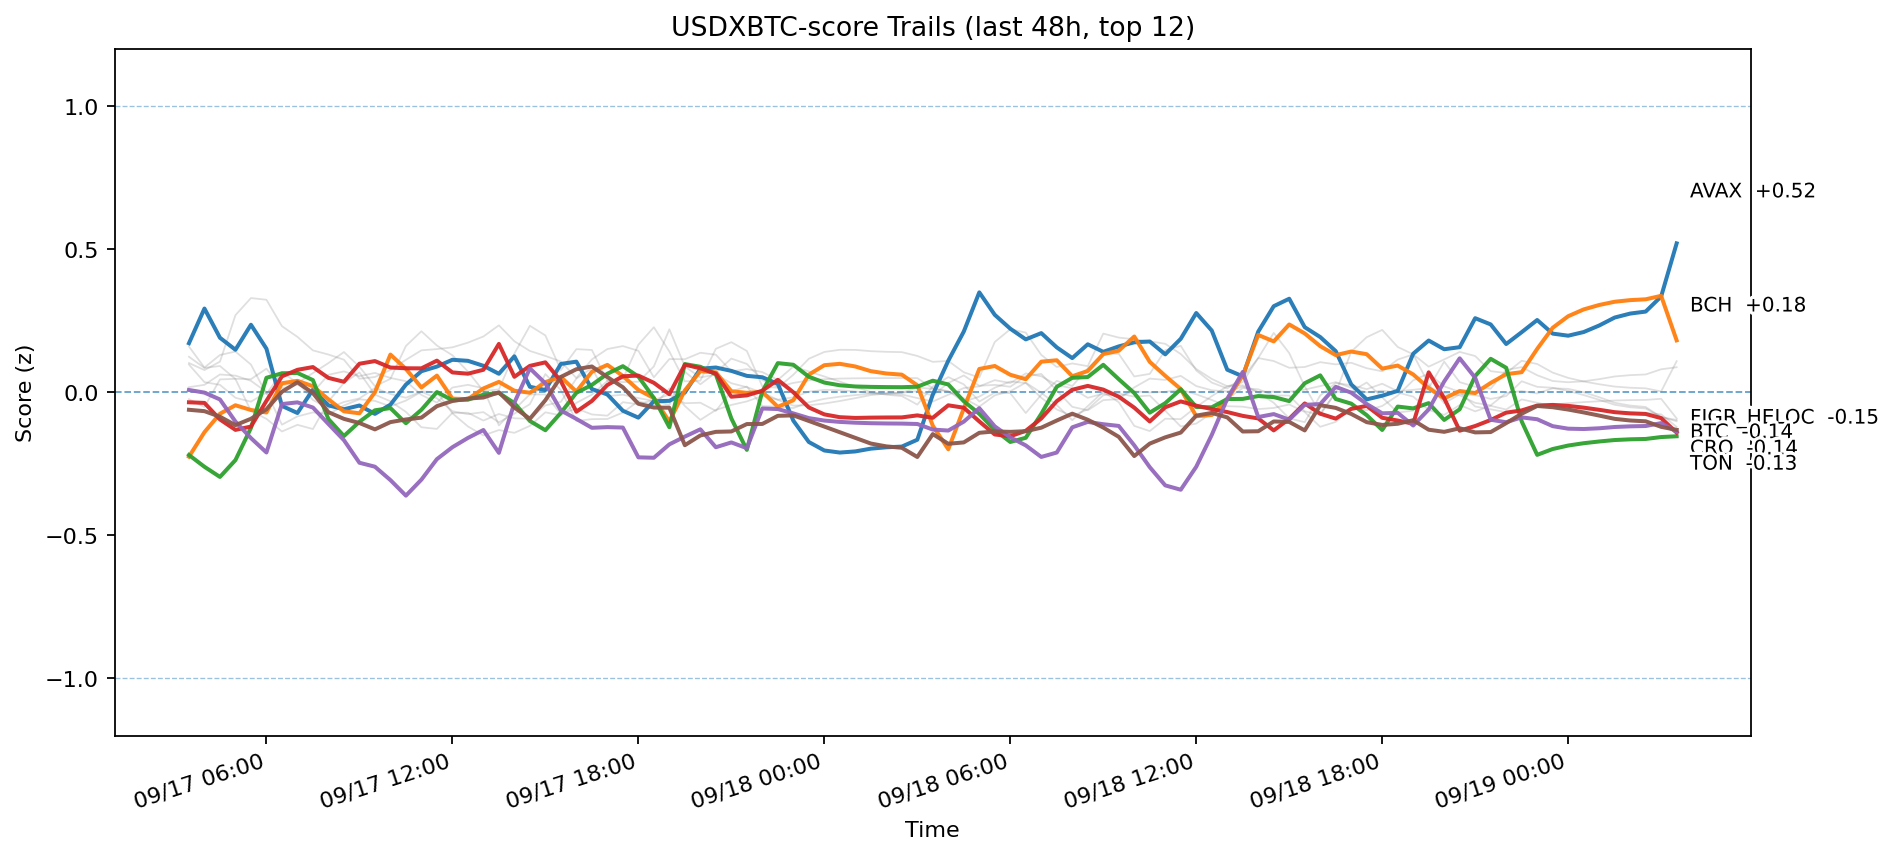 USDXBTC-score Trails (last 48h, top 12)
1.0
0.5
0.0
−0.5
−1.0
Score (z)
AVAX +0.52
BCH +0.18
FIGR_HELOC -0.15
BTC -0.14
CRO -0.14
TON -0.13
09/17 06:00
09/17 12:00
09/17 18:00
09/18 00:00
09/18 06:00
09/18 12:00
09/18 18:00
09/19 00:00
Time